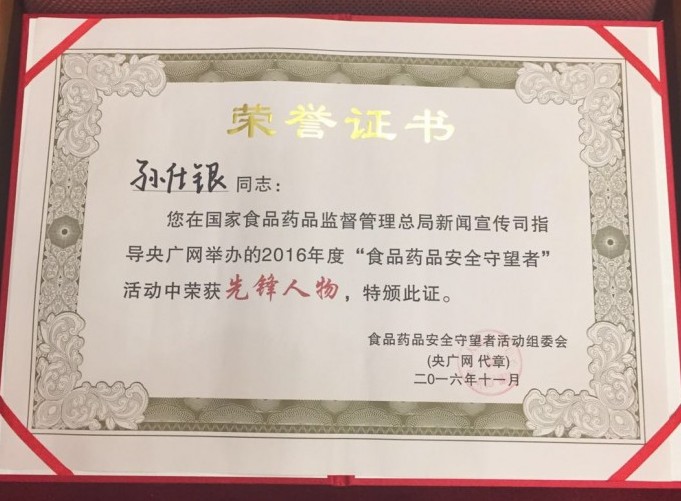 荣誉证书
孙仕银 同志：
您在国家食品药品监督管理总局新闻宣传司指
导央广网举办的2016年度“食品药品安全守望者”
活动中荣获先锋人物，特颁此证。
食品药品安全守望者活动组委会
(央广网 代章)
二〇一六年十一月